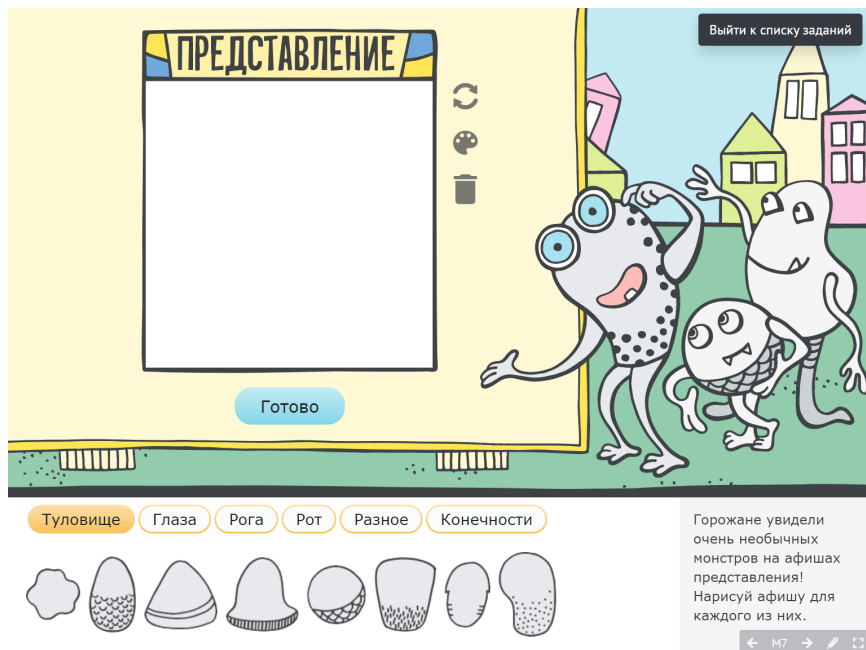 Выйти к списку заданий
ПРЕДСТАВЛЕНИЕ
Готово
Туловище
Глаза
Рога
Рот
Разное
Конечности
Горожане увидели
очень необычных
монстров на афишах
представления!
Нарисуй афишу для
каждого из них.
М7